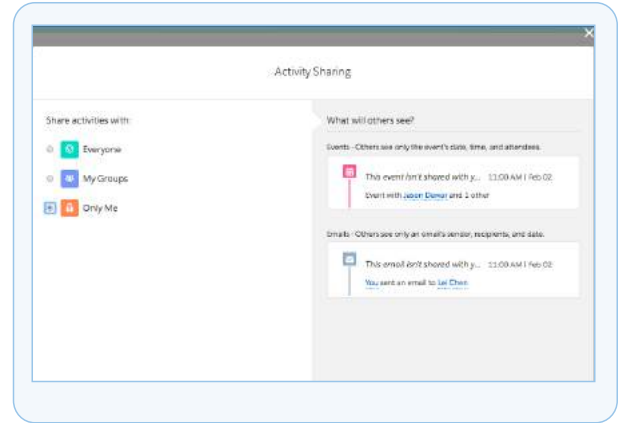 Activity Sharing
Share activities with:
Everyone
My Groups
Only Me
What will others see?
Events - Others see only the event's date, time, and attendees.
This event isn't shared with y... 11:00 AM | Feb 02
Event with Jason Dewar and 1 other
Emails - Others see only an email's sender, recipients, and date.
This email isn't shared with y... 11:00 AM | Feb 02
You sent an email to Lei Chen